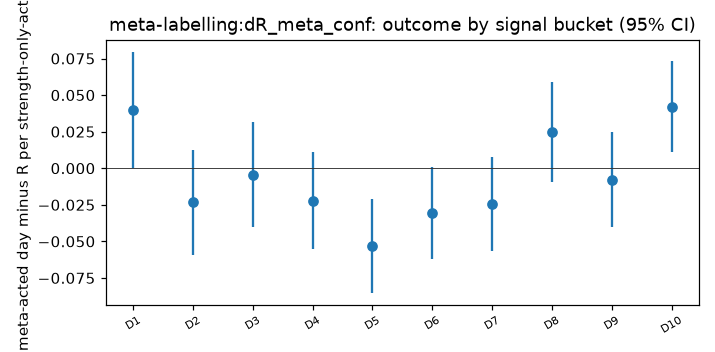 meta-labelling:dR_meta_conf: outcome by signal bucket (95% CI)
meta-acted day minus R per strength-only-act
0.075
0.050
0.025
0.000
−0.025
−0.050
−0.075
D1
D2
D3
D4
D5
D6
D7
D8
D9
D10